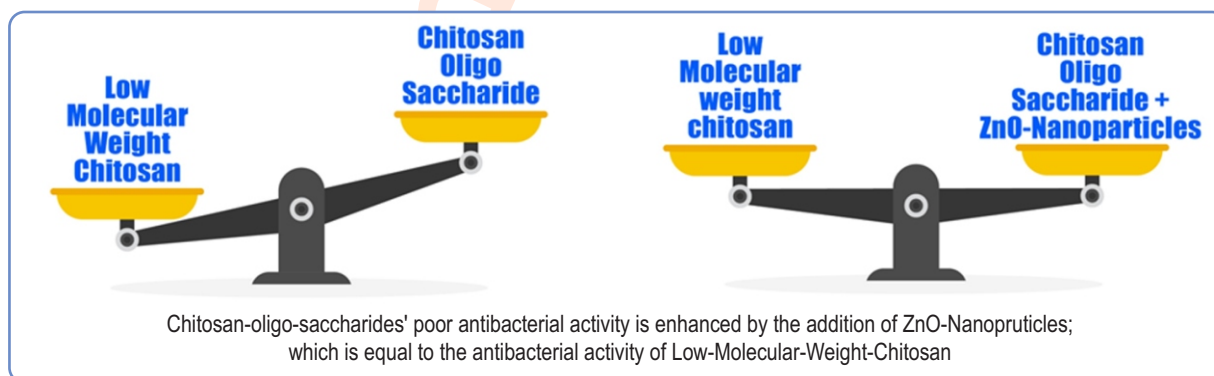 Low
Molecular
Weight
Chitosan
Chitosan
Oligo
Saccharide
Low
Molecular
weight
chitosan
Chitosan
Oligo
Saccharide +
ZnO-Nanoparticles
Chitosan-oligo-saccharides' poor antibacterial activity is enhanced by the addition of ZnO-Nanopruticles;
which is equal to the antibacterial activity of Low-Molecular-Weight-Chitosan